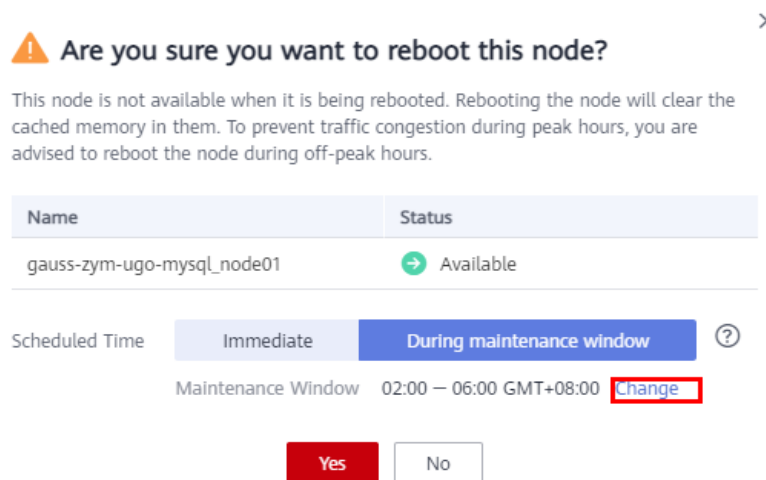 Are you sure you want to reboot this node?
This node is not available when it is being rebooted. Rebooting the node will clear the
cached memory in them. To prevent traffic congestion during peak hours, you are
advised to reboot the node during off-peak hours.
Name Status
gauss-zym-ugo-mysql_node01 Available
Scheduled Time Immediate During maintenance window ?
Maintenance Window 02:00 — 06:00 GMT+08:00 Change
Yes No